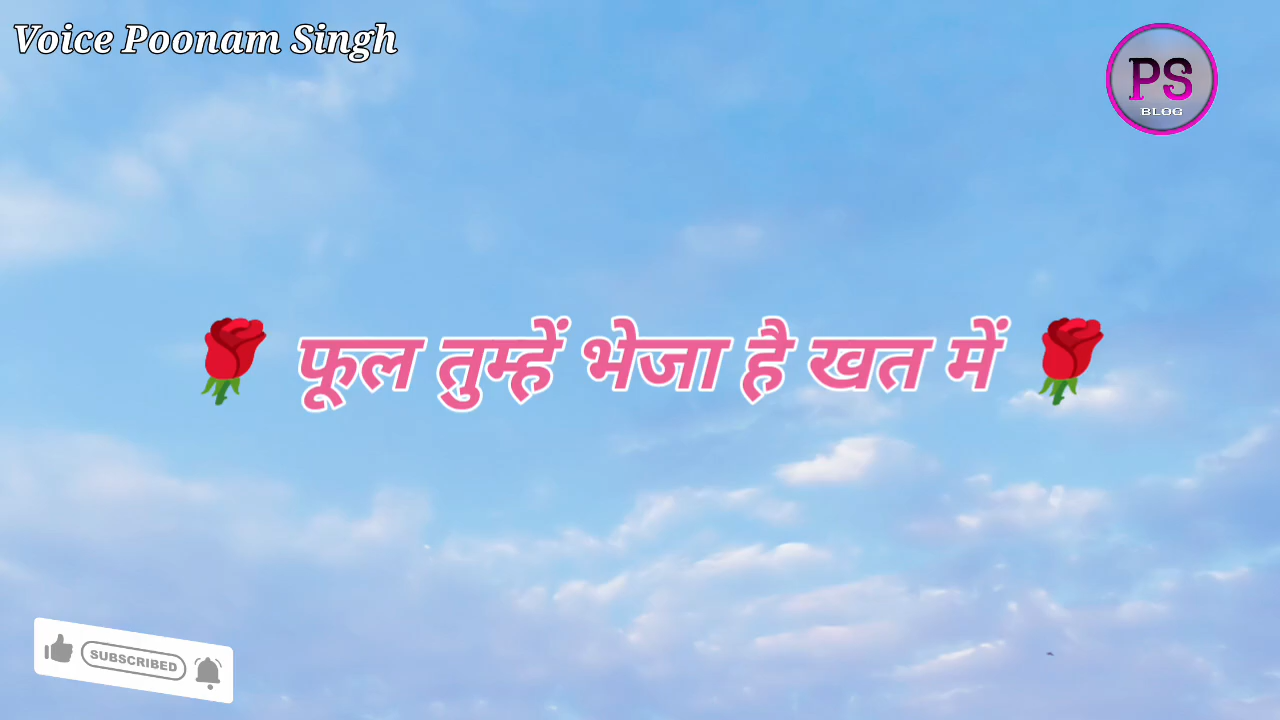 Voice Poonam Singh
PS
BLOG
🌹 फूल तुम्हें भेजा है खत में 🌹
SUBSCRIBED